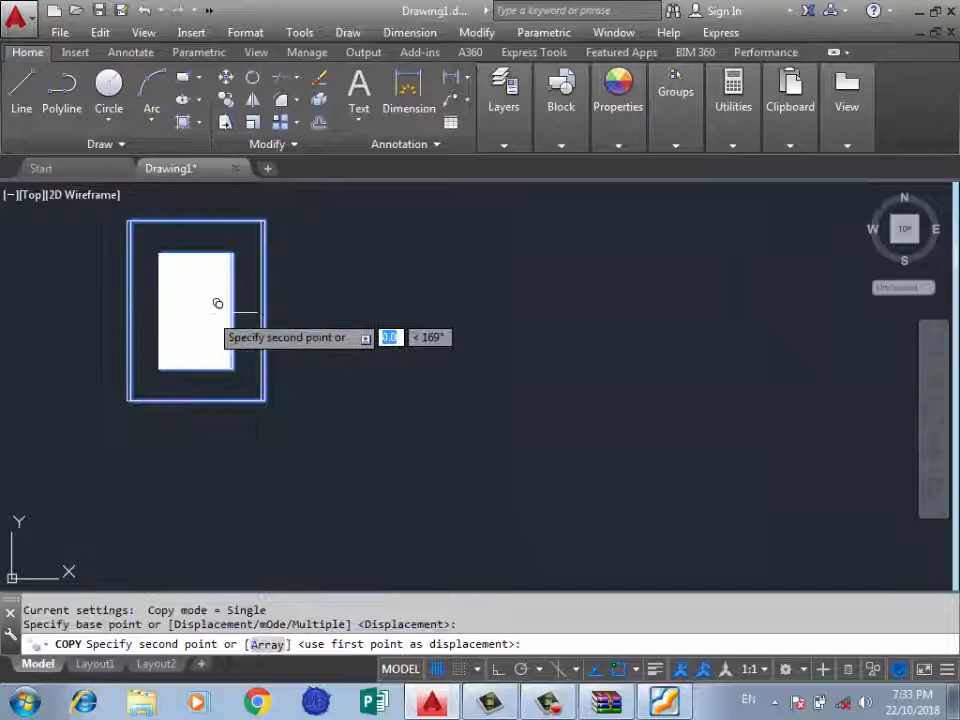 Drawing1.d...
Type a keyword or phrase
Sign In
File Edit View Insert Format Tools Draw Dimension Modify Parametric Window Help Express
Home Insert Annotate Parametric View Manage Output Add-ins A360 Express Tools Featured Apps BIM 360 Performance
A
Line Polyline Circle Arc Text Dimension Layers Block Properties Groups Utilities Clipboard View
Draw Modify Annotation
Start Drawing1* +
[−][Top][2D Wireframe]
N
W TOP E
S
Unnamed
Specify second point or 0.0 < 169°
Y
X
Current settings: Copy mode = Single
Specify base point or [Displacement/mOde/Multiple] <Displacement>:
COPY Specify second point or [Array] <use first point as displacement>:
Model Layout1 Layout2 +
MODEL 1:1
EN
7:33 PM
22/10/2018